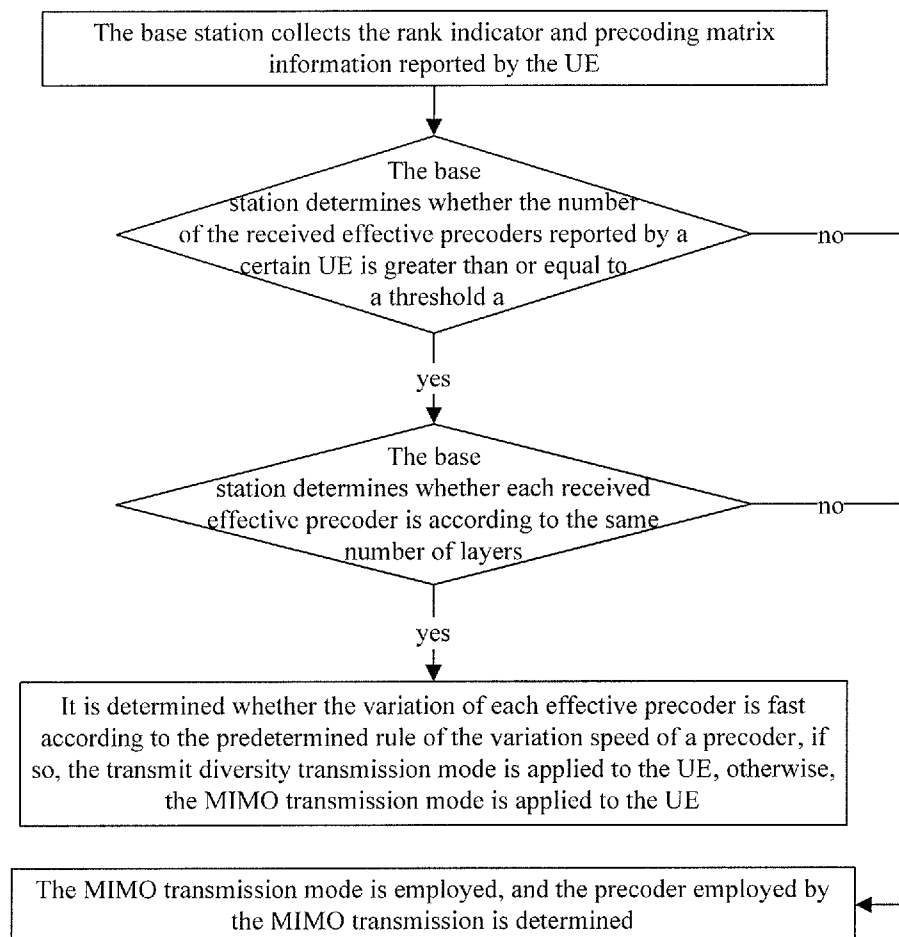 The base station collects the rank indicator and precoding matrix
information reported by the UE
The base
station determines whether the number
of the received effective precoders reported by a
certain UE is greater than or equal to
a threshold a
no
yes
The base
station determines whether each received
effective precoder is according to the same
number of layers
no
yes
It is determined whether the variation of each effective precoder is fast
according to the predetermined rule of the variation speed of a precoder, if
so, the transmit diversity transmission mode is applied to the UE, otherwise,
the MIMO transmission mode is applied to the UE
The MIMO transmission mode is employed, and the precoder employed by
the MIMO transmission is determined